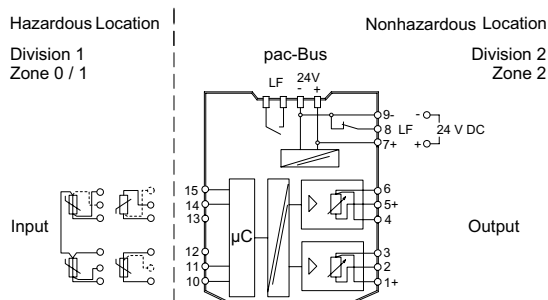 Hazardous Location
Nonhazardous Location
Division 1
Zone 0 / 1
pac-Bus
Division 2
Zone 2
LF
24V
- +
9-
8 LF
7+
-
24 V DC
+
15
14
13
12
11
10
µC
6
5+
4
3
2
1+
Input
Output